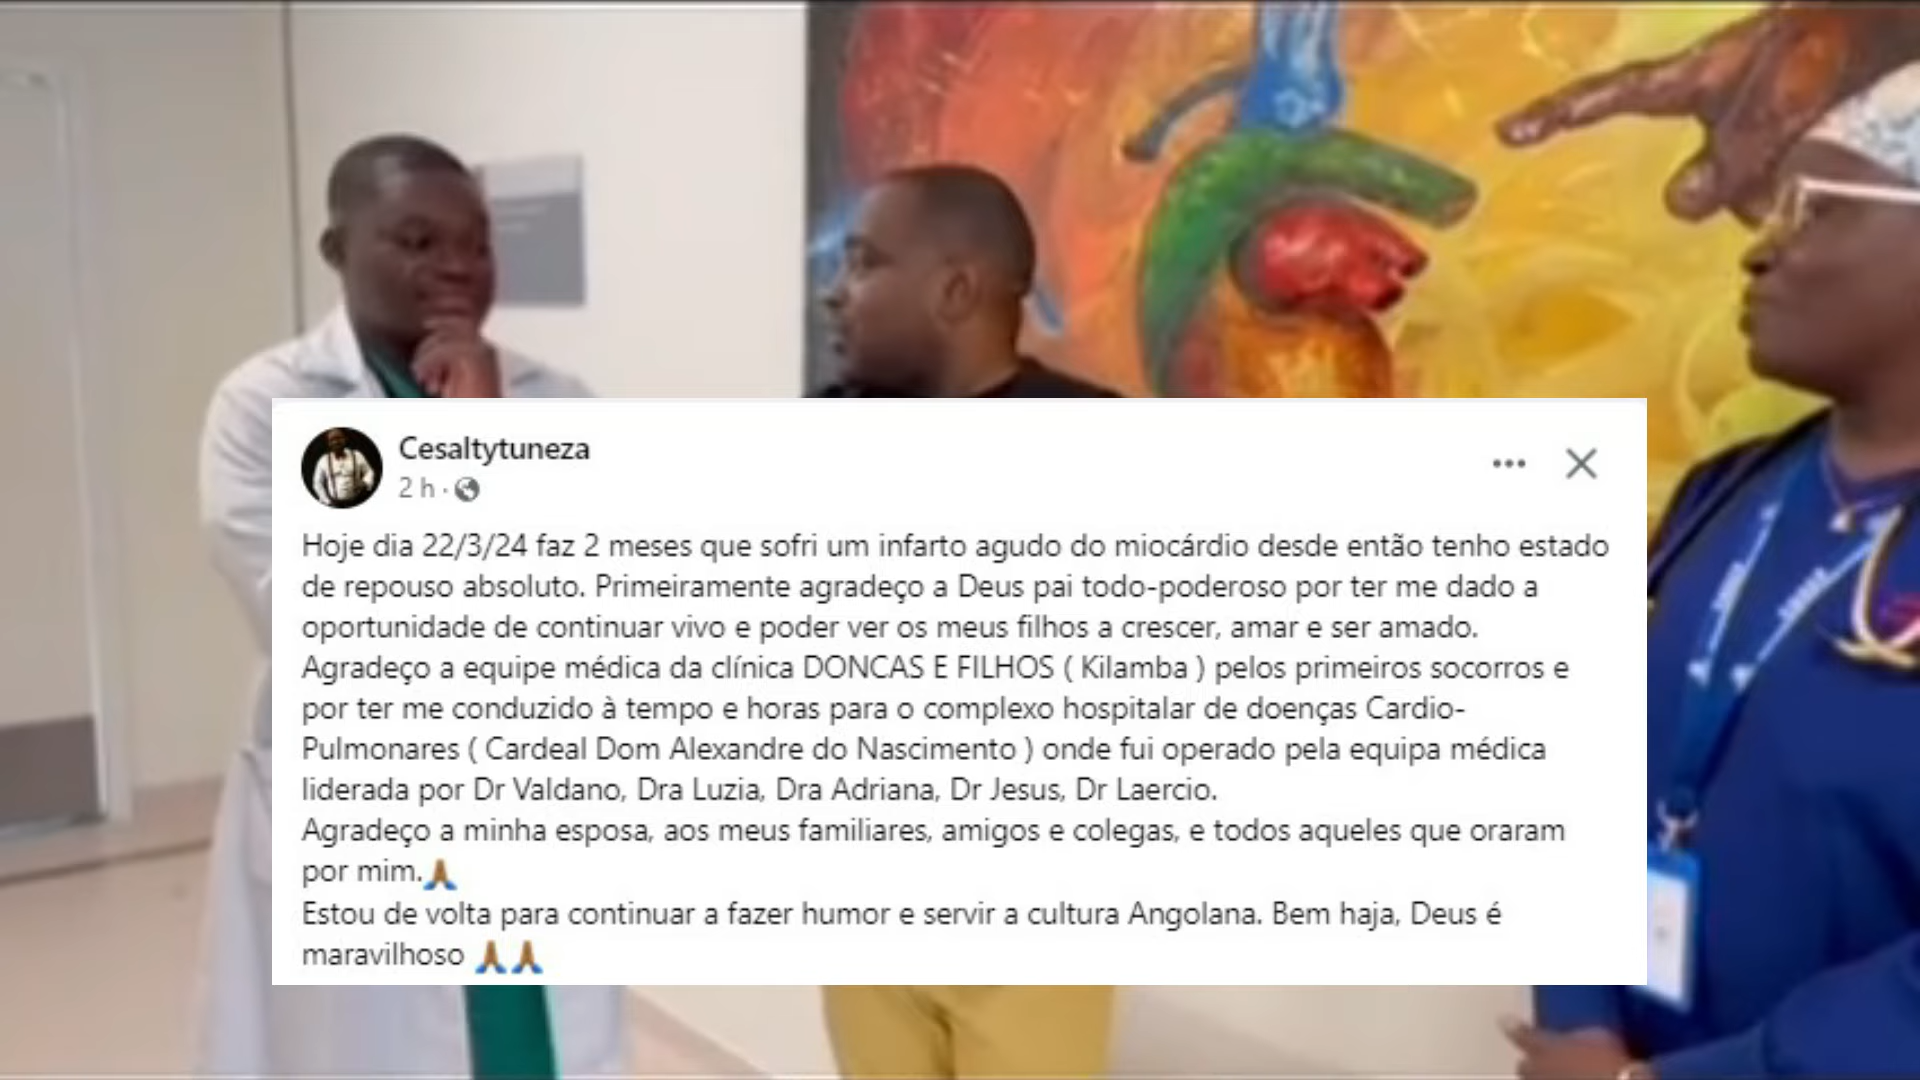 Cesaltytuneza
2 h ·
Hoje dia 22/3/24 faz 2 meses que sofri um infarto agudo do miocárdio desde então tenho estado
de repouso absoluto. Primeiramente agradeço a Deus pai todo-poderoso por ter me dado a
oportunidade de continuar vivo e poder ver os meus filhos a crescer, amar e ser amado.
Agradeço a equipe médica da clínica DONCAS E FILHOS ( Kilamba ) pelos primeiros socorros e
por ter me conduzido à tempo e horas para o complexo hospitalar de doenças Cardio-
Pulmonares ( Cardeal Dom Alexandre do Nascimento ) onde fui operado pela equipa médica
liderada por Dr Valdano, Dra Luzia, Dra Adriana, Dr Jesus, Dr Laercio.
Agradeço a minha esposa, aos meus familiares, amigos e colegas, e todos aqueles que oraram
por mim.🙏🏾
Estou de volta para continuar a fazer humor e servir a cultura Angolana. Bem haja, Deus é
maravilhoso 🙏🏾🙏🏾